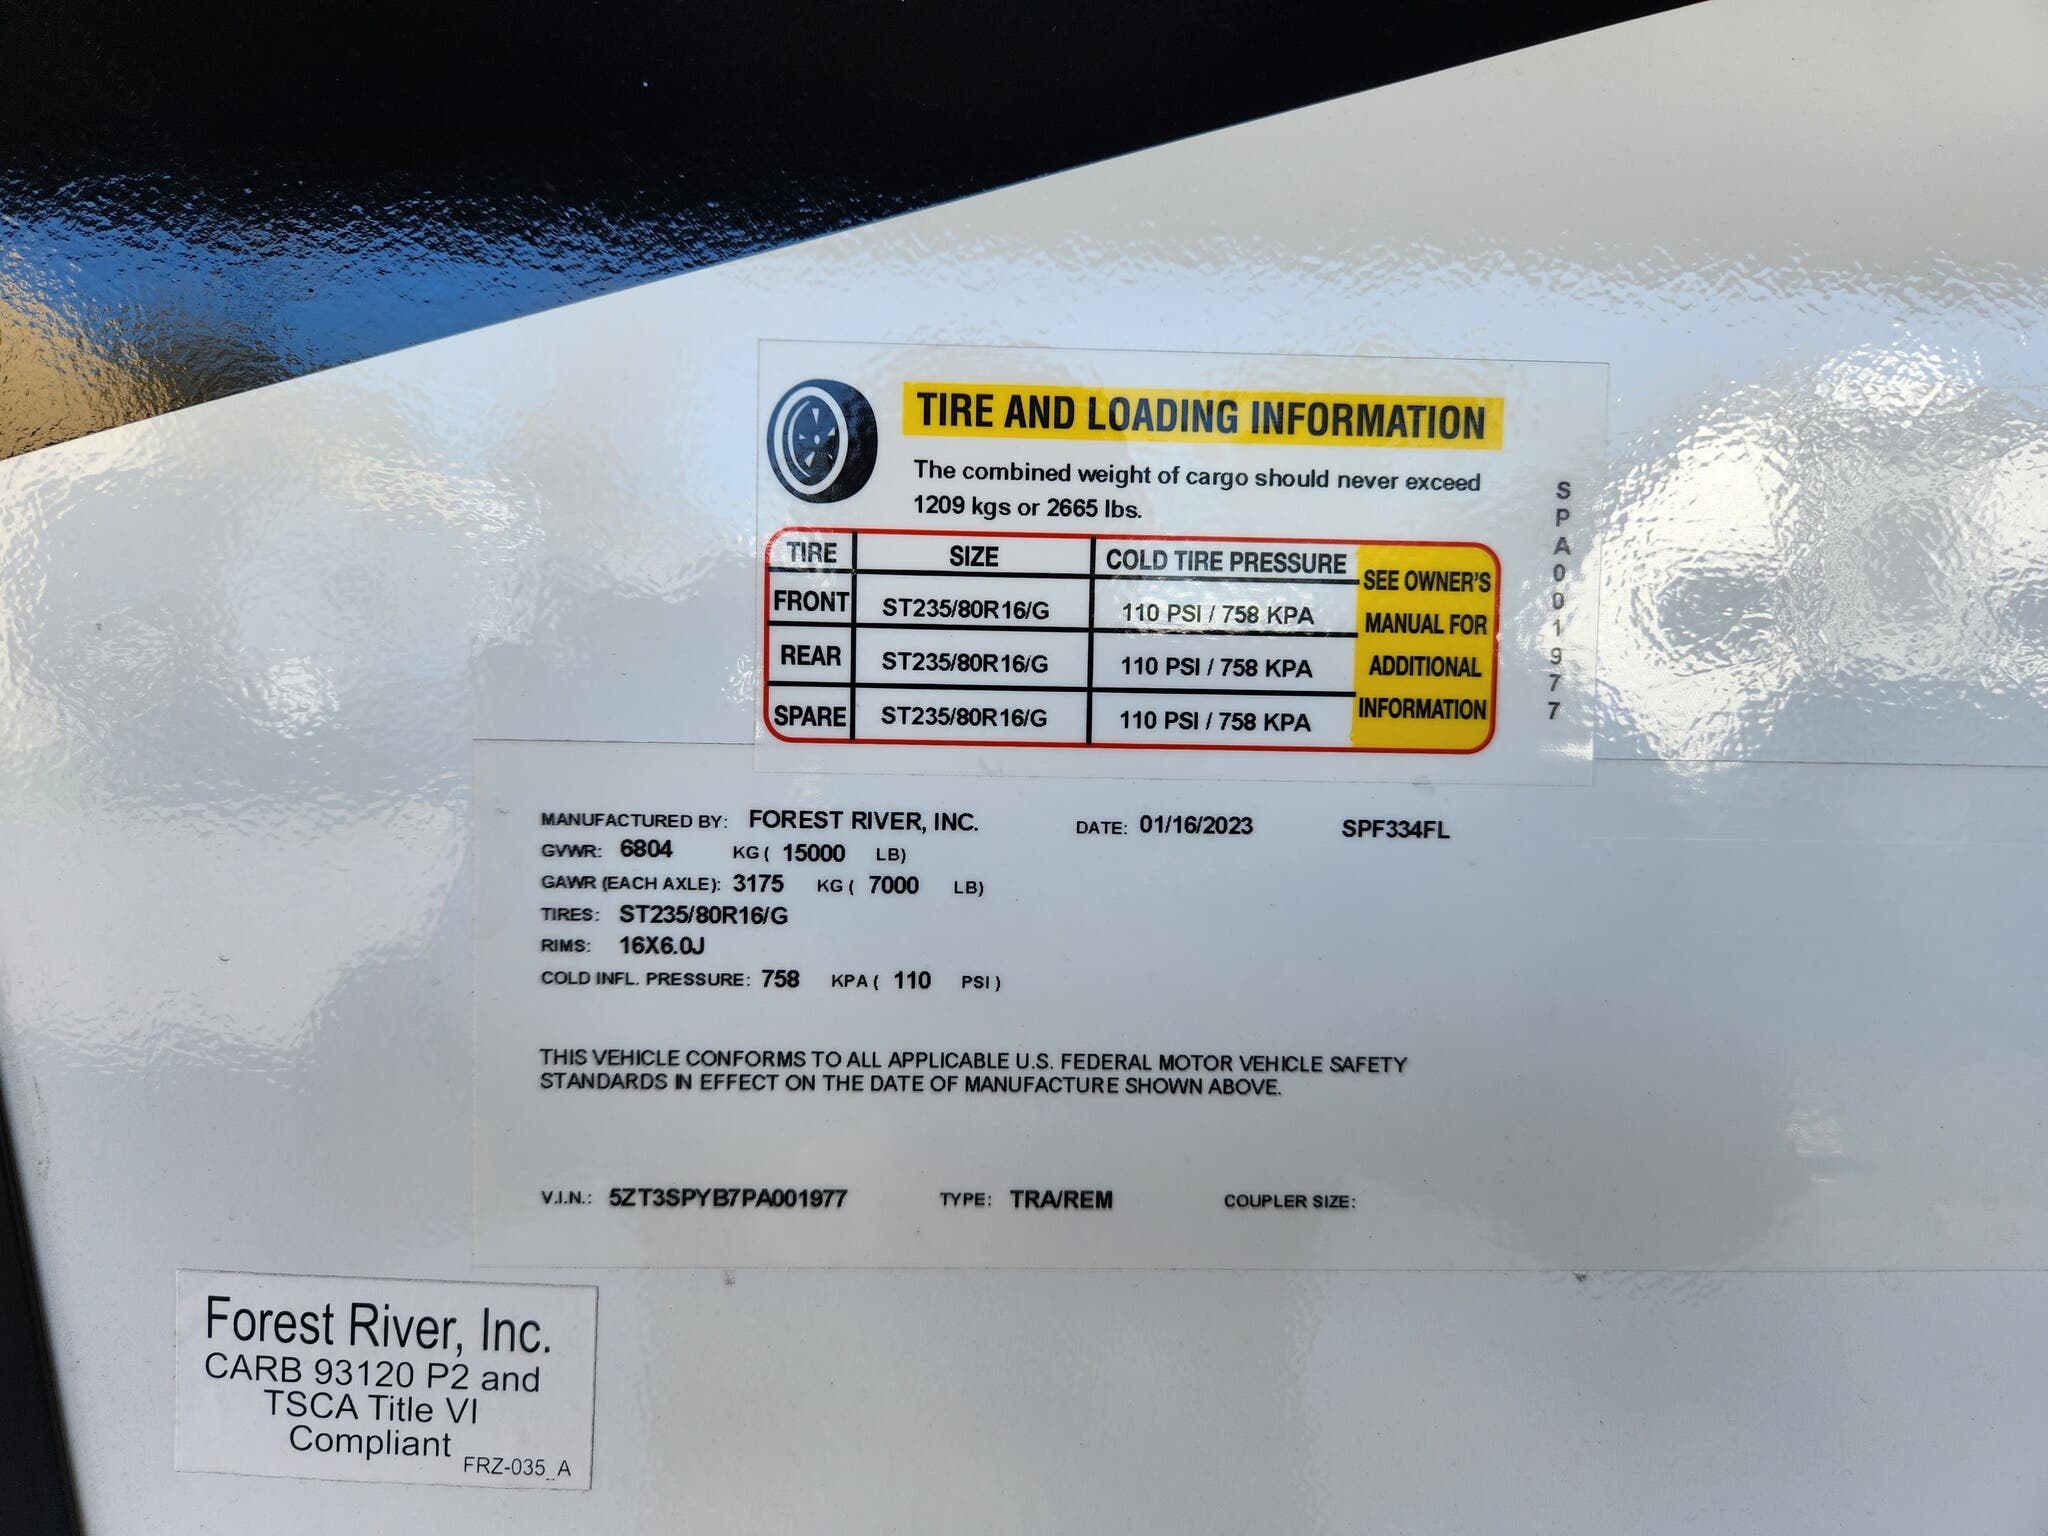 TIRE AND LOADING INFORMATION
The combined weight of cargo should never exceed
1209 kgs or 2665 lbs.
TIRE SIZE COLD TIRE PRESSURE
FRONT ST235/80R16/G 110 PSI / 758 KPA
REAR ST235/80R16/G 110 PSI / 758 KPA
SPARE ST235/80R16/G 110 PSI / 758 KPA
SEE OWNER'S
MANUAL FOR
ADDITIONAL
INFORMATION
SPA001977
MANUFACTURED BY: FOREST RIVER, INC. DATE: 01/16/2023 SPF334FL
GVWR: 6804 KG ( 15000 LB)
GAWR (EACH AXLE): 3175 KG ( 7000 LB)
TIRES: ST235/80R16/G
RIMS: 16X6.0J
COLD INFL. PRESSURE: 758 KPA ( 110 PSI )
THIS VEHICLE CONFORMS TO ALL APPLICABLE U.S. FEDERAL MOTOR VEHICLE SAFETY
STANDARDS IN EFFECT ON THE DATE OF MANUFACTURE SHOWN ABOVE.
V.I.N.: 5ZT3SPYB7PA001977 TYPE: TRA/REM COUPLER SIZE:
Forest River, Inc.
CARB 93120 P2 and
TSCA Title VI
Compliant
FRZ-035_A